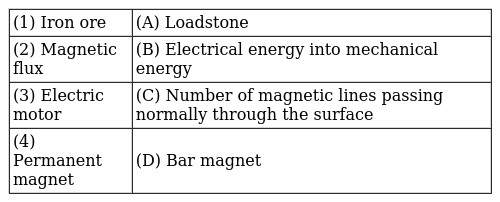 (1) Iron ore
(A) Loadstone
(2) Magnetic
flux
(B) Electrical energy into mechanical
energy
(3) Electric
motor
(C) Number of magnetic lines passing
normally through the surface
(4)
Permanent
magnet
(D) Bar magnet